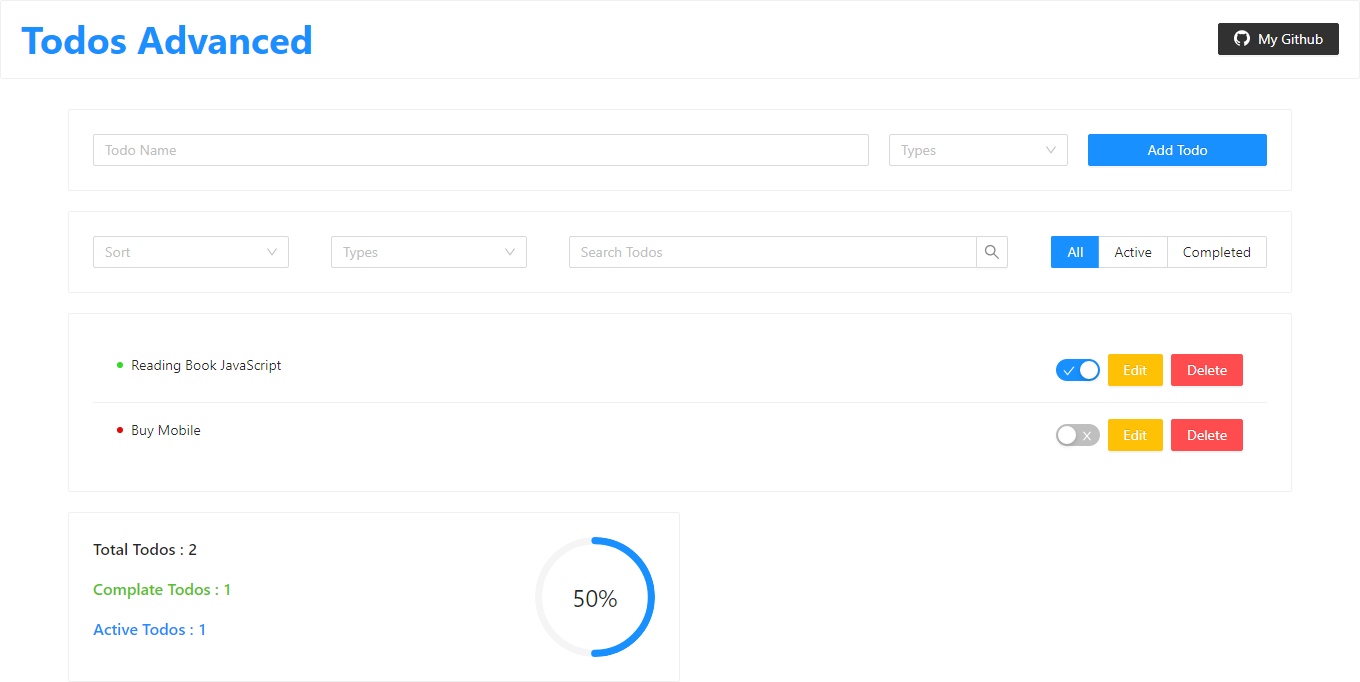 Todos Advanced
My Github
Todo Name
Types
Add Todo
Sort
Types
Search Todos
All
Active
Completed
Reading Book JavaScript
Edit
Delete
Buy Mobile
Edit
Delete
Total Todos : 2
Complate Todos : 1
Active Todos : 1
50%